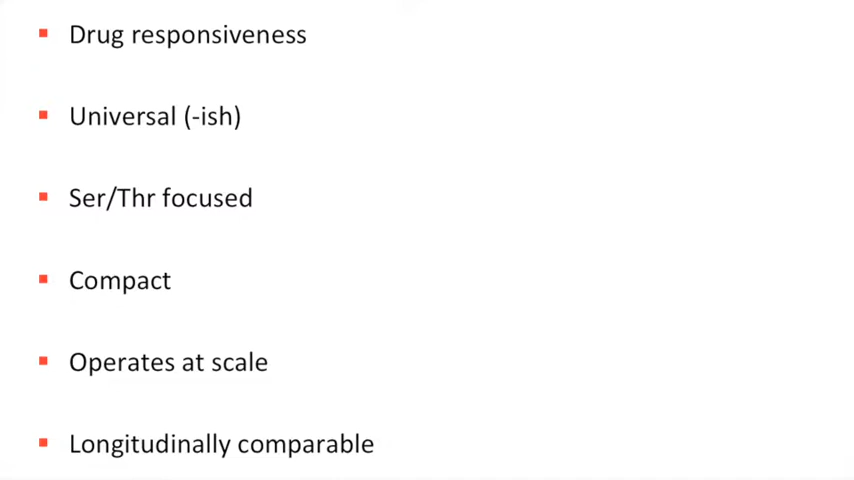 Drug responsiveness
Universal (-ish)
Ser/Thr focused
Compact
Operates at scale
Longitudinally comparable